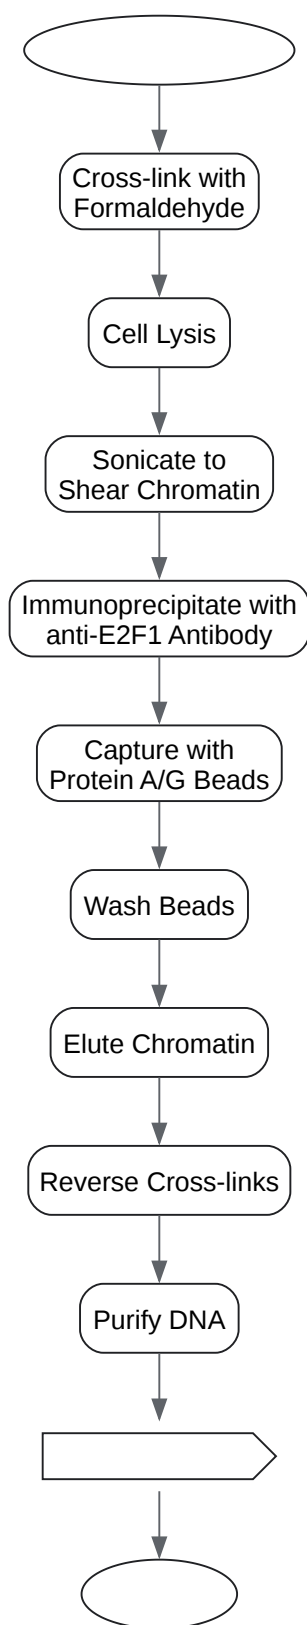 Cross-link with
Formaldehyde
Cell Lysis
Sonicate to
Shear Chromatin
Immunoprecipitate with
anti-E2F1 Antibody
Capture with
Protein A/G Beads
Wash Beads
Elute Chromatin
Reverse Cross-links
Purify DNA